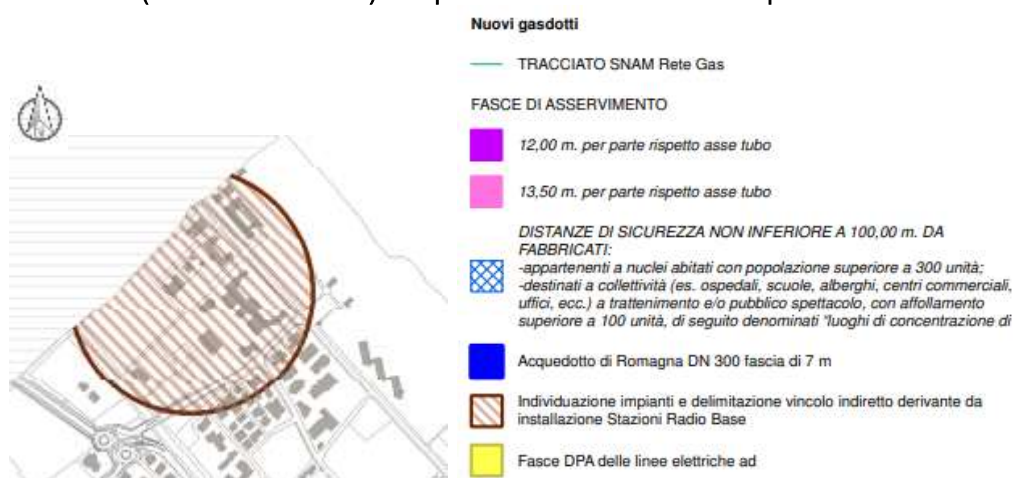 Nuovi gasdotti
TRACCIATO SNAM Rete Gas
FASCE DI ASSERVIMENTO
12,00 m. per parte rispetto asse tubo
13,50 m. per parte rispetto asse tubo
DISTANZE DI SICUREZZA NON INFERIORE A 100,00 m. DA
FABBRICATI:
-appartenenti a nuclei abitati con popolazione superiore a 300 unità;
-destinati a collettività (es. ospedali, scuole, alberghi, centri commerciali,
uffici, ecc.) a trattenimento e/o pubblico spettacolo, con affollamento
superiore a 100 unità, di seguito denominati "luoghi di concentrazione di
Acquedotto di Romagna DN 300 fascia di 7 m
Individuazione impianti e delimitazione vincolo indiretto derivante da
installazione Stazioni Radio Base
Fasce DPA delle linee elettriche ad